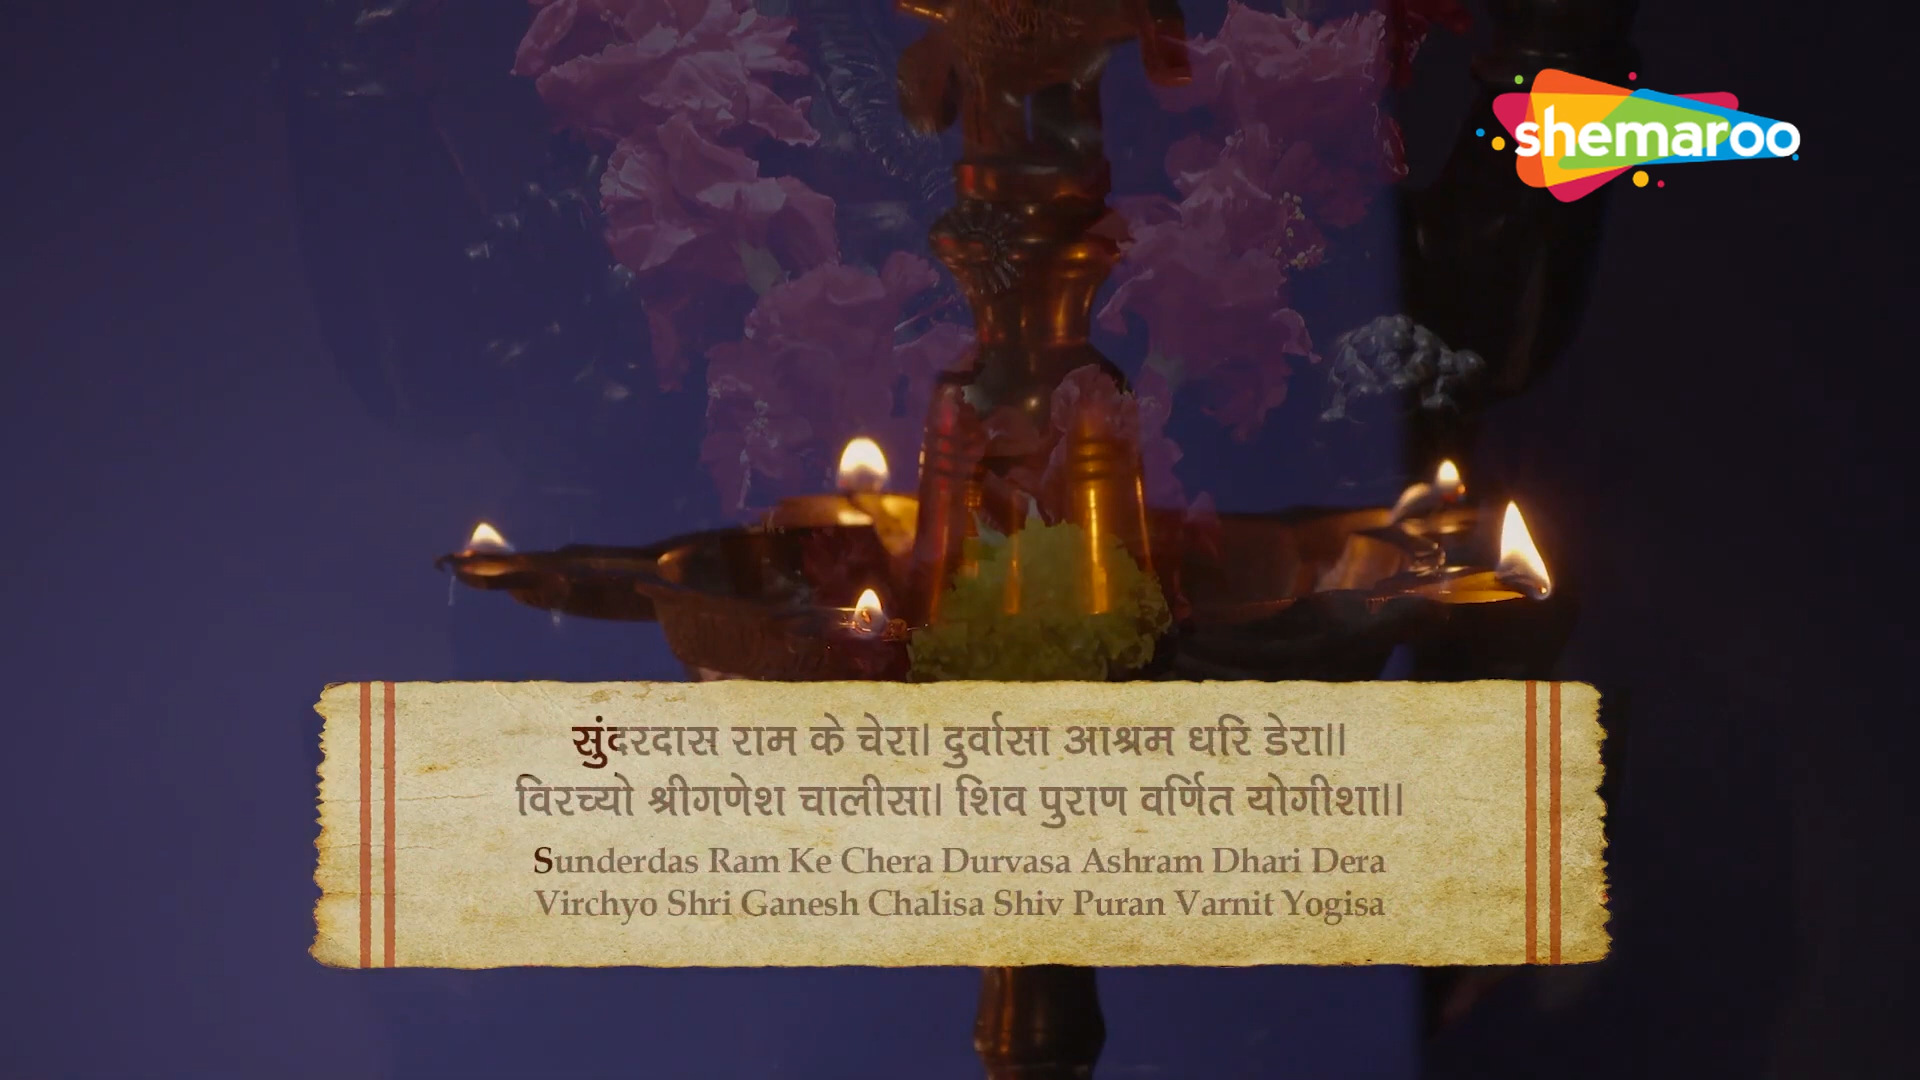 shemaroo
सुंदरदास राम के चेरा। दुर्वासा आश्रम धरि डेरा।।
विरच्यो श्रीगणेश चालीसा। शिव पुराण वर्णित योगीशा।।
Sunderdas Ram Ke Chera Durvasa Ashram Dhari Dera
Virchyo Shri Ganesh Chalisa Shiv Puran Varnit Yogisa